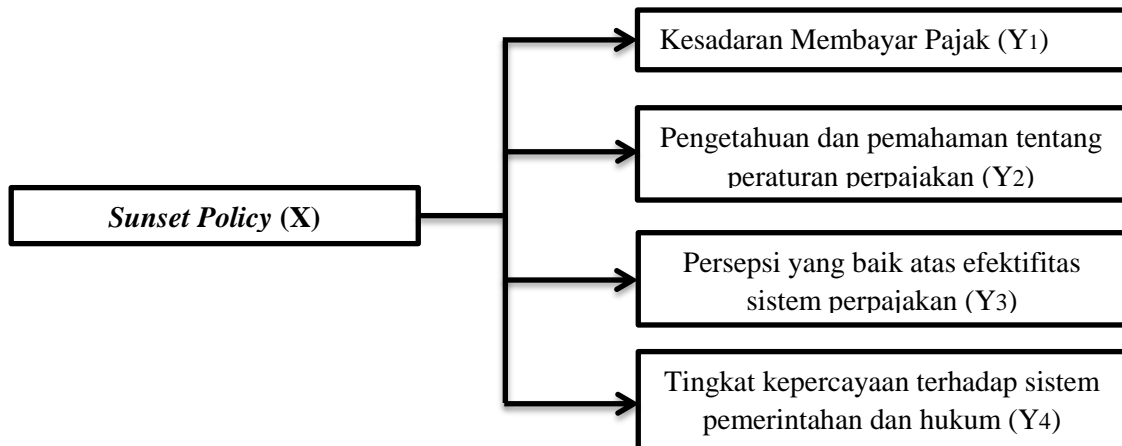 Kesadaran Membayar Pajak (Y1)
Pengetahuan dan pemahaman tentang
peraturan perpajakan (Y2)
Sunset Policy (X)
Persepsi yang baik atas efektifitas
sistem perpajakan (Y3)
Tingkat kepercayaan terhadap sistem
pemerintahan dan hukum (Y4)